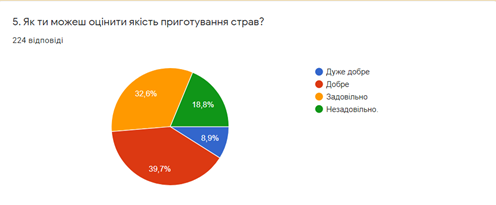 5. Як ти можеш оцінити якість приготування страв?
224 відповіді
Дуже добре
Добре
Задовільно
Незадовільно.
32,6%
18,8%
8,9%
39,7%